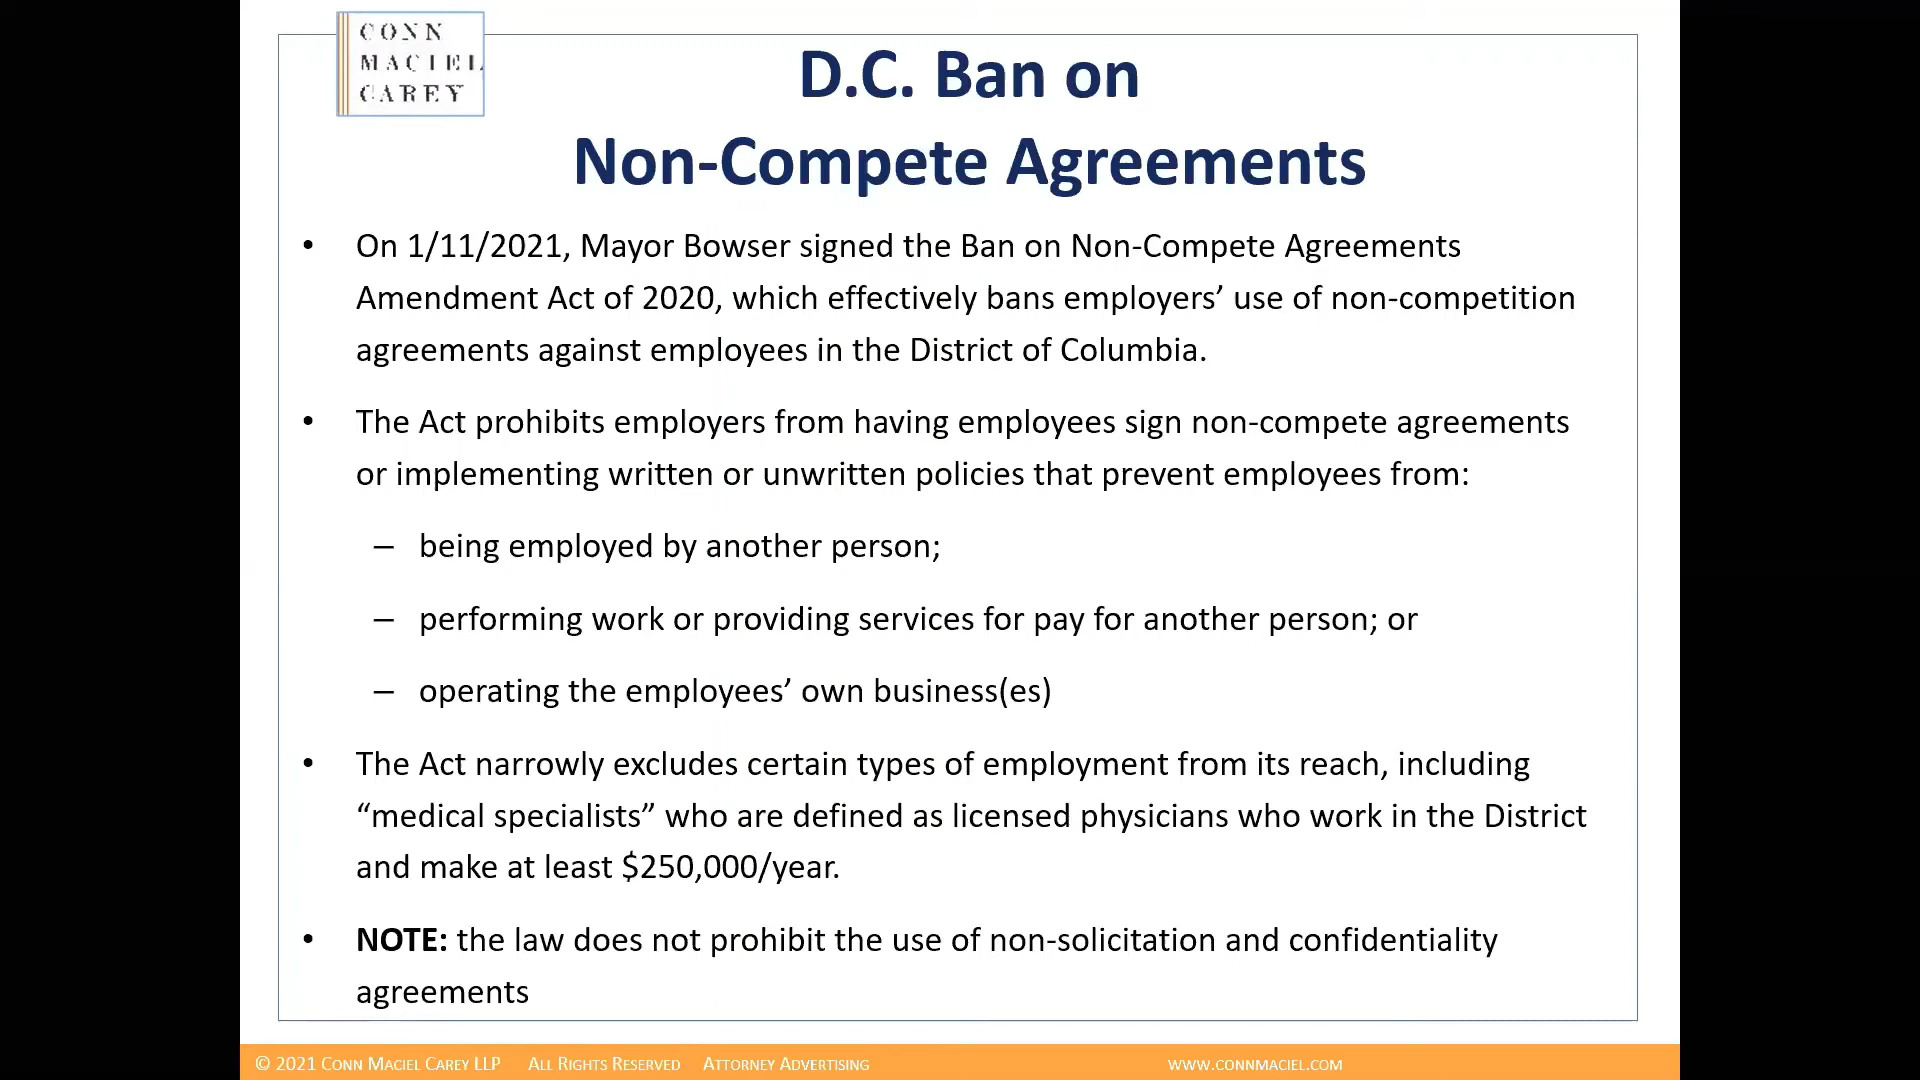 CONN
MACIEL
CAREY
D.C. Ban on
Non-Compete Agreements
• On 1/11/2021, Mayor Bowser signed the Ban on Non-Compete Agreements
Amendment Act of 2020, which effectively bans employers’ use of non-competition
agreements against employees in the District of Columbia.
• The Act prohibits employers from having employees sign non-compete agreements
or implementing written or unwritten policies that prevent employees from:
– being employed by another person;
– performing work or providing services for pay for another person; or
– operating the employees’ own business(es)
• The Act narrowly excludes certain types of employment from its reach, including
“medical specialists” who are defined as licensed physicians who work in the District
and make at least $250,000/year.
• NOTE: the law does not prohibit the use of non-solicitation and confidentiality
agreements
© 2021 CONN MACIEL CAREY LLP ALL RIGHTS RESERVED ATTORNEY ADVERTISING WWW.CONNMACIEL.COM